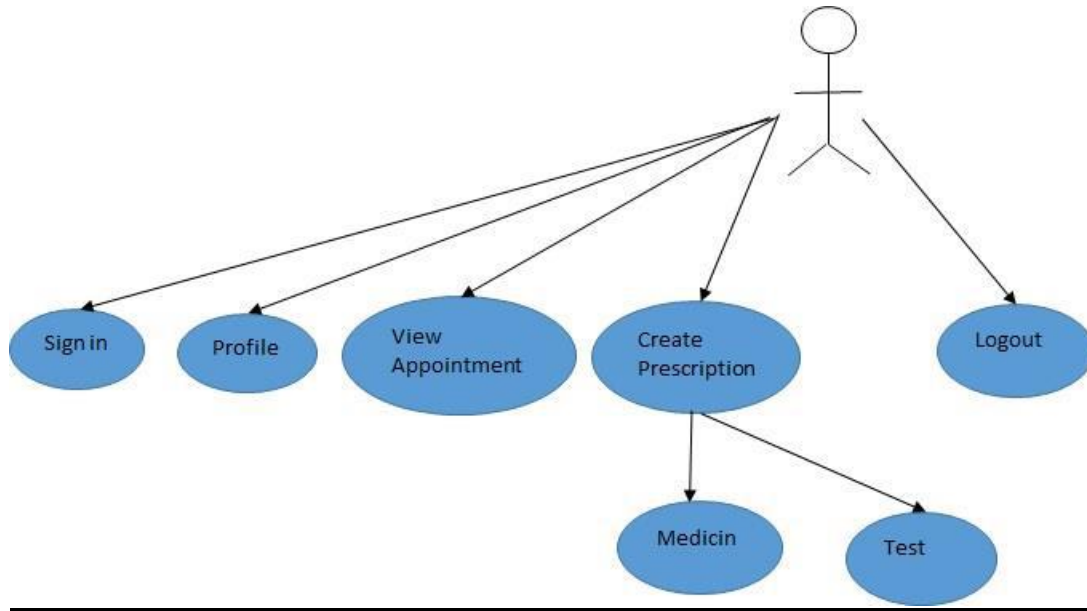 Sign in
Profile
View
Appointment
Create
Prescription
Logout
Medicin
Test